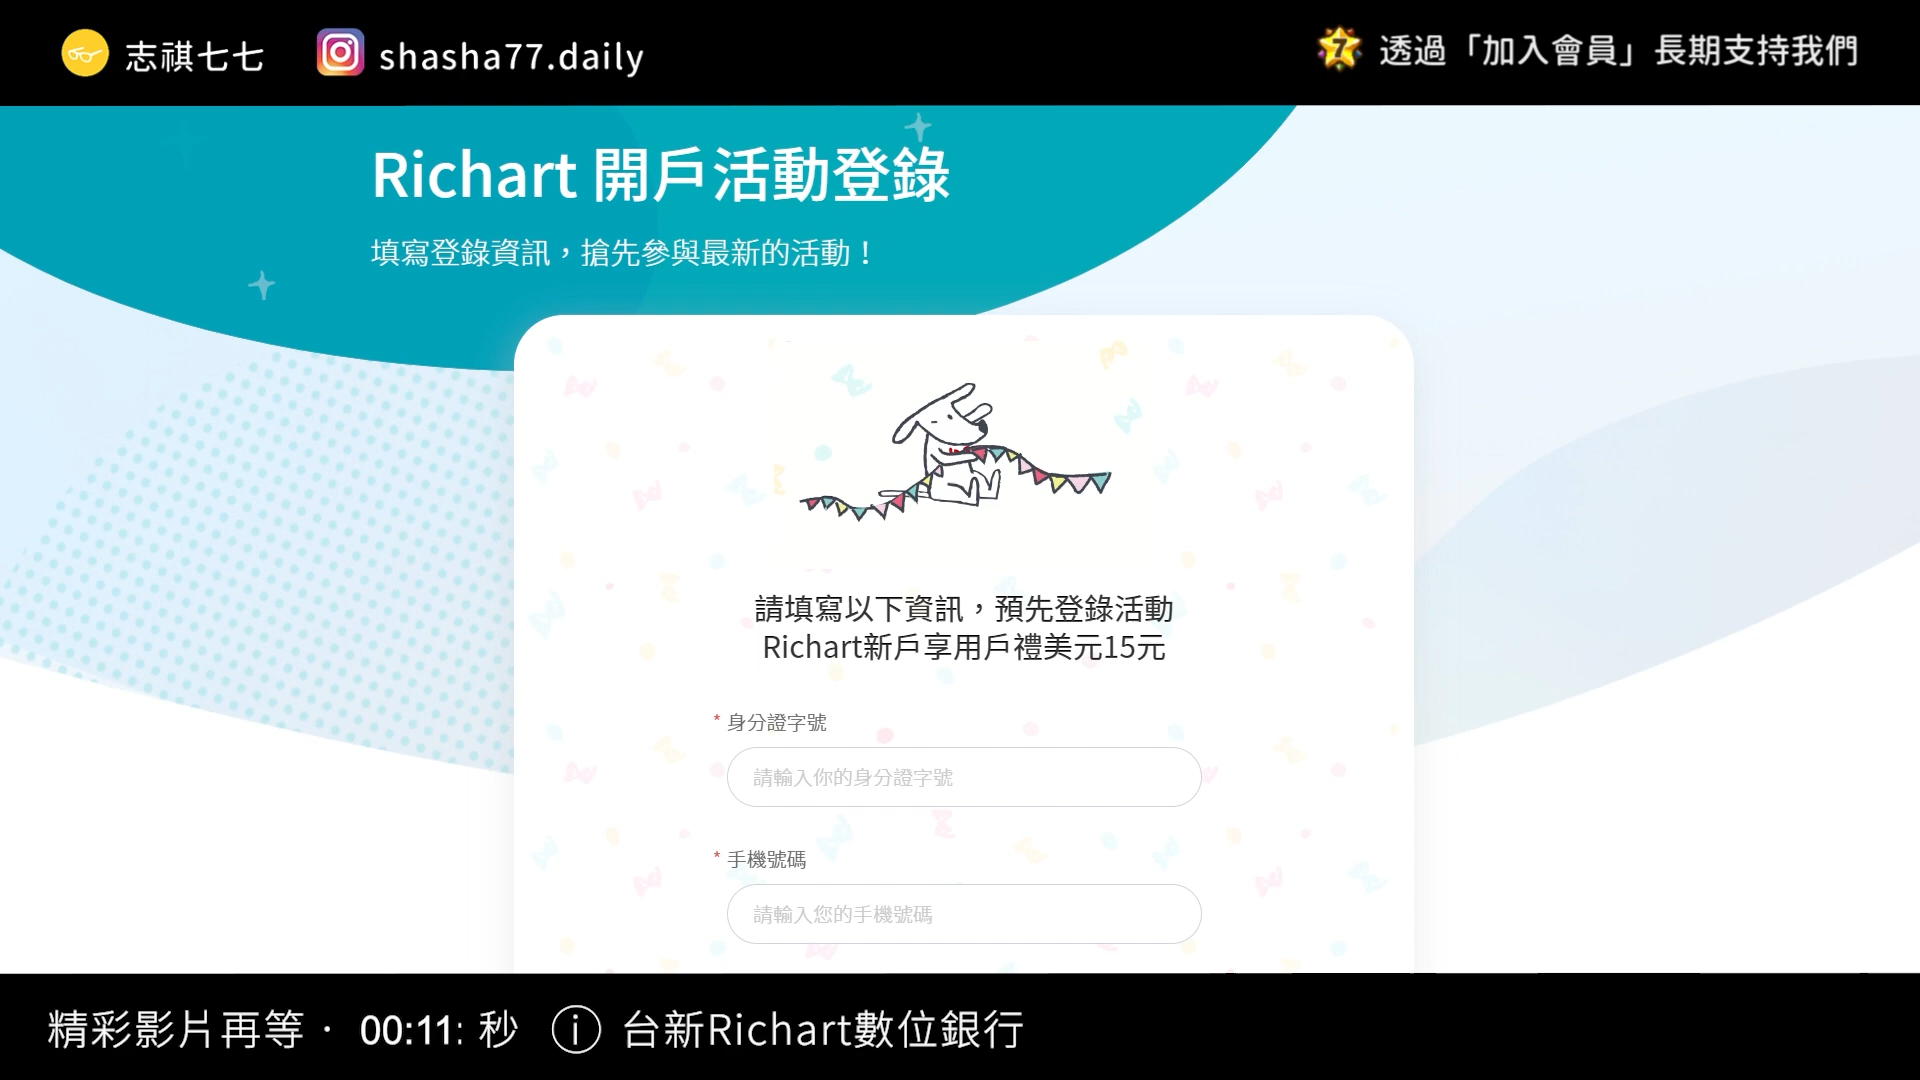 志祺七七 shasha77.daily
7 透過「加入會員」長期支持我們
Richart 開戶活動登錄
填寫登錄資訊，搶先參與最新的活動！
請填寫以下資訊，預先登錄活動
Richart新戶享用戶禮美元15元
* 身分證字號
請輸入你的身分證字號
* 手機號碼
請輸入您的手機號碼
精彩影片再等· 00:11: 秒 i 台新Richart數位銀行